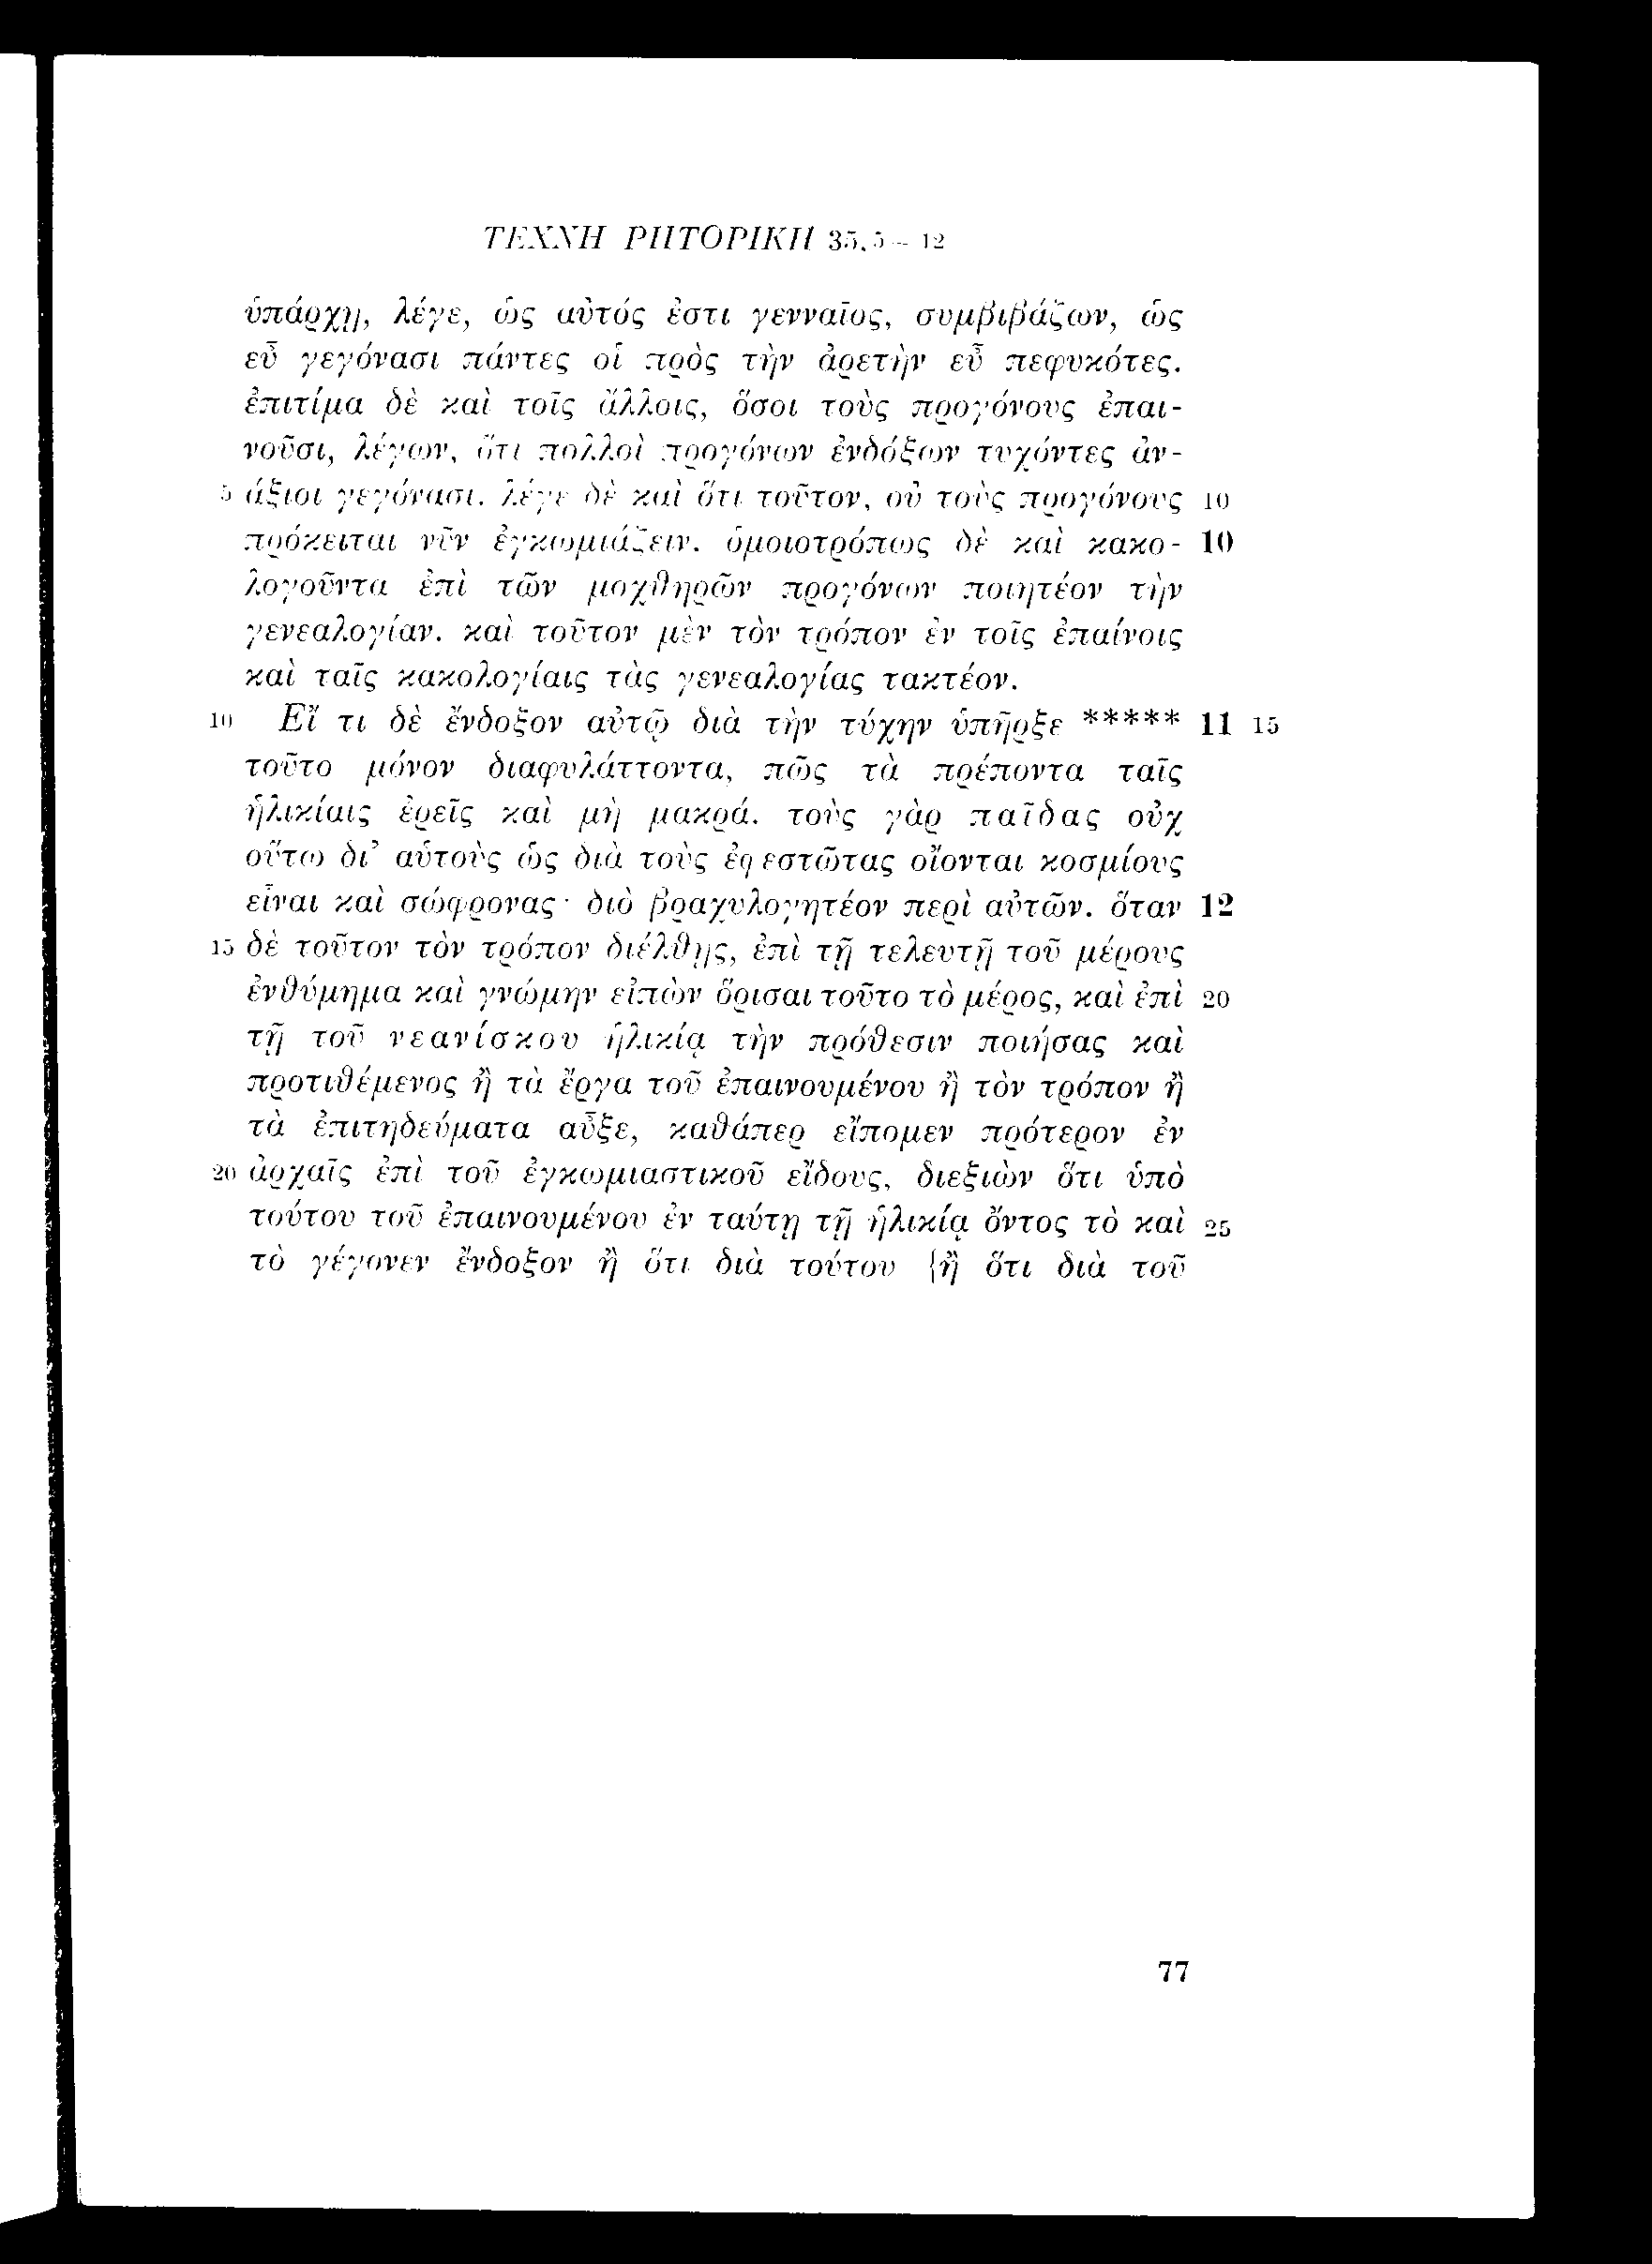 ΤΕΧΝΗ ΡΗΤΟΡΙΚΗ 35,5 – 12
ὑπάρχῃ, λέγε, ὡς αὐτός ἐστι γενναῖος, συμβιβάζων, ὡς
εὖ γεγόνασι πάντες οἱ πρὸς τὴν ἀρετὴν εὖ πεφυκότες.
ἐπιτίμα δὲ καὶ τοῖς ἄλλοις, ὅσοι τοὺς προγόνους ἐπαι-
νοῦσι, λέγων, ὅτι πολλοὶ προγόνων ἐνδόξων τυχόντες ἀν-
5 άξιοι γεγόνασι. λέγε δὲ καὶ ὅτι τοῦτον, οὐ τοὺς προγόνους 10
πρόκειται νῦν ἐγκωμιάζειν. ὁμοιοτρόπως δὲ καὶ κακο- 10
λογοῦντα ἐπὶ τῶν μοχθηρῶν προγόνων ποιητέον τὴν
γενεαλογίαν. καὶ τοῦτον μὲν τὸν τρόπον ἐν τοῖς ἐπαίνοις
καὶ ταῖς κακολογίαις τὰς γενεαλογίας τακτέον.
10 Εἴ τι δὲ ἔνδοξον αὐτῷ διὰ τὴν τύχην ὑπῆρξε ***** 11 15
τοῦτο μόνον διαφυλάττοντα, πῶς τὰ πρέποντα ταῖς
ἡλικίαις ἐρεῖς καὶ μὴ μακρά. τοὺς γὰρ παῖδας οὐχ
οὕτω δι’ αὑτοὺς ὡς διὰ τοὺς ἐφεστῶτας οἴονται κοσμίους
εἶναι καὶ σώφρονας· διὸ βραχυλογητέον περὶ αὐτῶν. ὅταν 12
15 δὲ τοῦτον τὸν τρόπον διέλθῃς, ἐπὶ τῇ τελευτῇ τοῦ μέρους
ἐνθύμημα καὶ γνώμην εἰπὼν ὅρισαι τοῦτο τὸ μέρος, καὶ ἐπὶ 20
τῇ τοῦ νεανίσκου ἡλικίᾳ τὴν πρόθεσιν ποιήσας καὶ
προτιθέμενος ἢ τὰ ἔργα τοῦ ἐπαινουμένου ἢ τὸν τρόπον ἢ
τὰ ἐπιτηδεύματα αὖξε, καθάπερ εἴπομεν πρότερον ἐν
20 ἀρχαῖς ἐπὶ τοῦ ἐγκωμιαστικοῦ εἴδους, διεξιὼν ὅτι ὑπὸ
τούτου τοῦ ἐπαινουμένου ἐν ταύτῃ τῇ ἡλικίᾳ ὄντος τὸ καὶ 25
τὸ γέγονεν ἔνδοξον ἢ ὅτι διὰ τούτου {ἢ ὅτι διὰ τοῦ
77